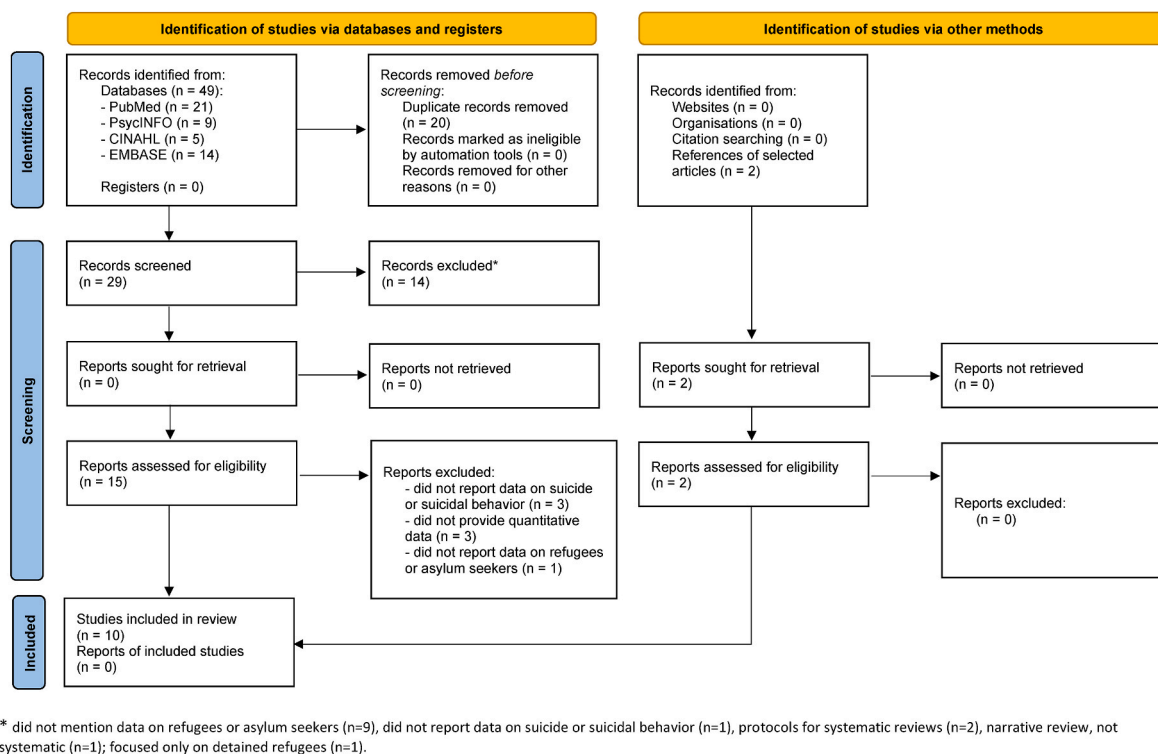 Identification of studies via databases and registers
Identification of studies via other methods
Identification
Records identified from:
Databases (n = 49):
- PubMed (n = 21)
- PsycINFO (n = 9)
- CINAHL (n = 5)
- EMBASE (n = 14)
Registers (n = 0)
Records removed before
screening:
Duplicate records removed
(n = 20)
Records marked as ineligible
by automation tools (n = 0)
Records removed for other
reasons (n = 0)
Records identified from:
Websites (n = 0)
Organisations (n = 0)
Citation searching (n = 0)
References of selected
articles (n = 2)
Screening
Records screened
(n = 29)
Records excluded*
(n = 14)
Reports sought for retrieval
(n = 0)
Reports not retrieved
(n = 0)
Reports sought for retrieval
(n = 2)
Reports not retrieved
(n = 0)
Reports assessed for eligibility
(n = 15)
Reports excluded:
- did not report data on suicide
or suicidal behavior (n = 3)
- did not provide quantitative
data (n = 3)
- did not report data on refugees
or asylum seekers (n = 1)
Reports assessed for eligibility
(n = 2)
Reports excluded:
(n = 0)
Included
Studies included in review
(n = 10)
Reports of included studies
(n = 0)
* did not mention data on refugees or asylum seekers (n=9), did not report data on suicide or suicidal behavior (n=1), protocols for systematic reviews (n=2), narrative review, not
systematic (n=1); focused only on detained refugees (n=1).